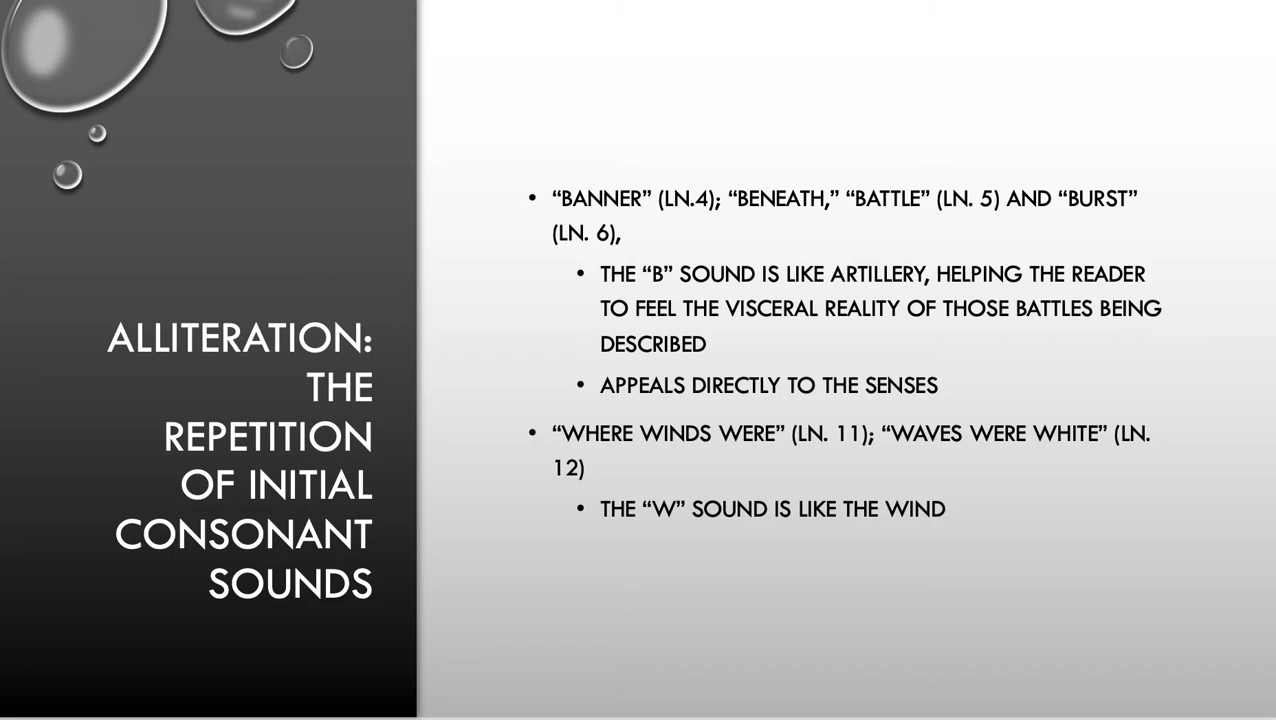 ALLITERATION:
THE
REPETITION
OF INITIAL
CONSONANT
SOUNDS
• “BANNER” (LN.4); “BENEATH,” “BATTLE” (LN. 5) AND “BURST”
(LN. 6),
• THE “B” SOUND IS LIKE ARTILLERY, HELPING THE READER
TO FEEL THE VISCERAL REALITY OF THOSE BATTLES BEING
DESCRIBED
• APPEALS DIRECTLY TO THE SENSES
• “WHERE WINDS WERE” (LN. 11); “WAVES WERE WHITE” (LN.
12)
• THE “W” SOUND IS LIKE THE WIND